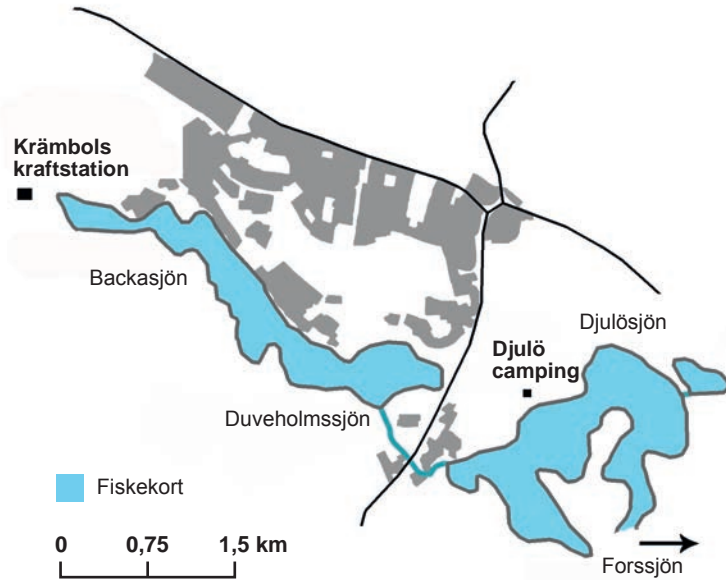 Krämbols
kraftstation
Backasjön
Djulösjön
Djulö
camping
Duveholmssjön
Fiskekort
0 0,75 1,5 km
Forssjön